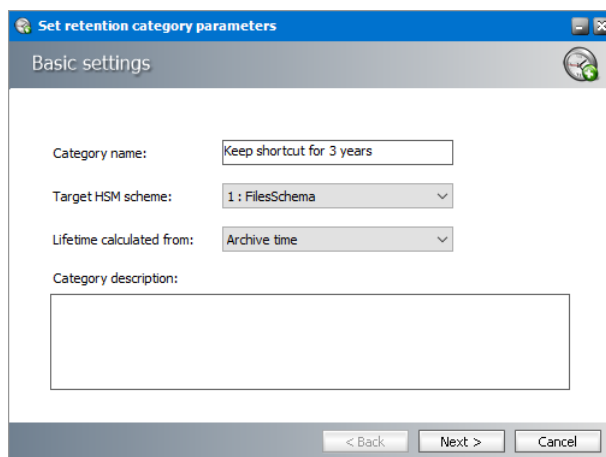 Set retention category parameters
Basic settings
Category name: Keep shortcut for 3 years
Target HSM scheme: 1 : FilesSchema
Lifetime calculated from: Archive time
Category description:
< Back Next > Cancel